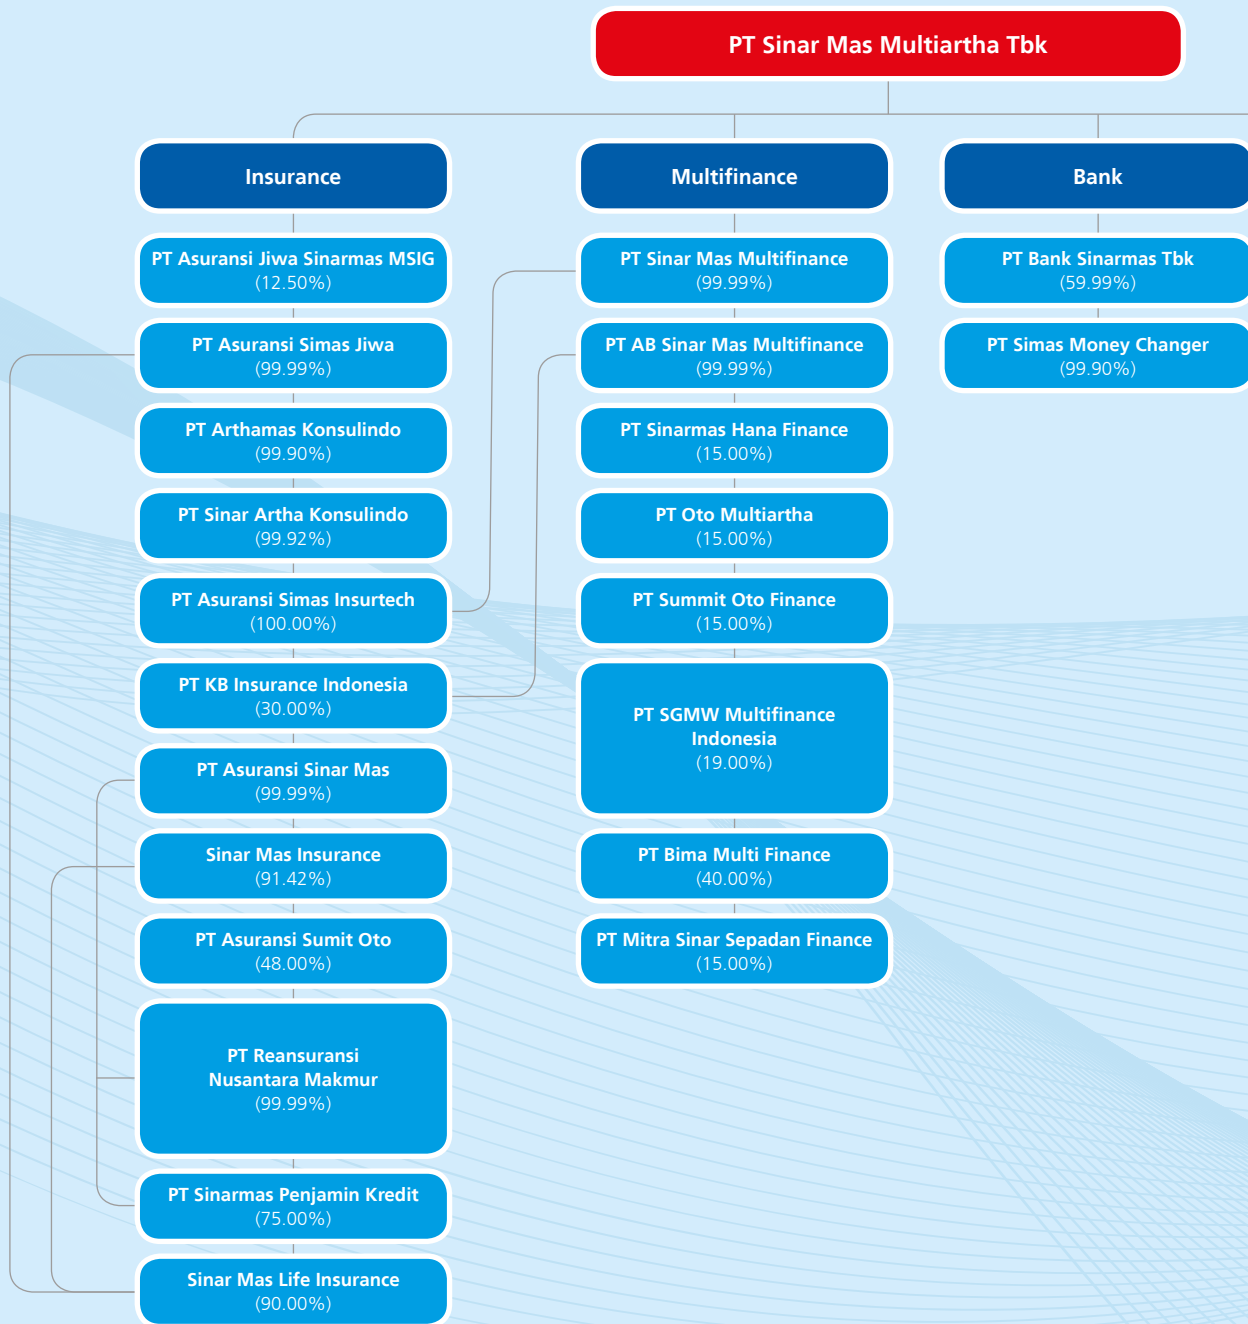 PT Sinar Mas Multiartha Tbk
Insurance
PT Asuransi Jiwa Sinarmas MSIG
(12.50%)
PT Asuransi Simas Jiwa
(99.99%)
PT Arthamas Konsulindo
(99.90%)
PT Sinar Artha Konsulindo
(99.92%)
PT Asuransi Simas Insurtech
(100.00%)
PT KB Insurance Indonesia
(30.00%)
PT Asuransi Sinar Mas
(99.99%)
Sinar Mas Insurance
(91.42%)
PT Asuransi Sumit Oto
(48.00%)
PT Reansuransi
Nusantara Makmur
(99.99%)
PT Sinarmas Penjamin Kredit
(75.00%)
Sinar Mas Life Insurance
(90.00%)
Multifinance
PT Sinar Mas Multifinance
(99.99%)
PT AB Sinar Mas Multifinance
(99.99%)
PT Sinarmas Hana Finance
(15.00%)
PT Oto Multiartha
(15.00%)
PT Summit Oto Finance
(15.00%)
PT SGMW Multifinance
Indonesia
(19.00%)
PT Bima Multi Finance
(40.00%)
PT Mitra Sinar Sepadan Finance
(15.00%)
Bank
PT Bank Sinarmas Tbk
(59.99%)
PT Simas Money Changer
(99.90%)